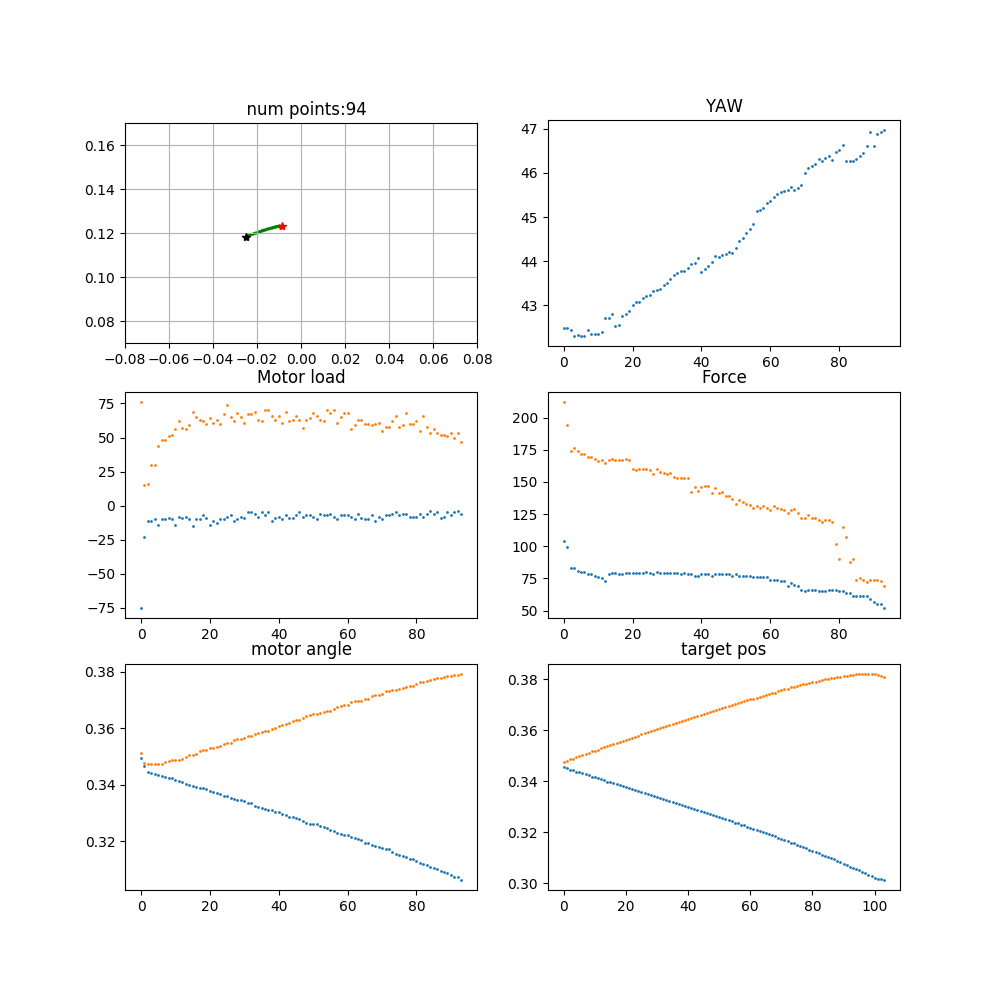 num points:94
0.16
0.14
0.12
0.10
0.08
−0.08 −0.06 −0.04 −0.02 0.00 0.02 0.04 0.06 0.08
YAW
47
46
45
44
43
0 20 40 60 80
Motor load
75
50
25
0
−25
−50
−75
0 20 40 60 80
Force
200
175
150
125
100
75
50
0 20 40 60 80
motor angle
0.38
0.36
0.34
0.32
0 20 40 60 80
target pos
0.38
0.36
0.34
0.32
0.30
0 20 40 60 80 100